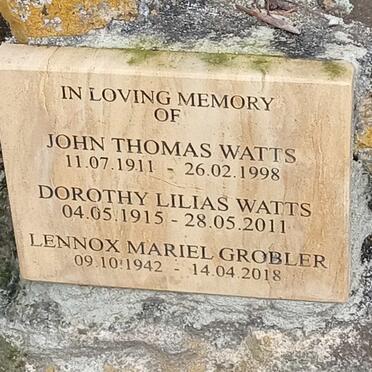 IN LOVING MEMORY
OF
JOHN THOMAS WATTS
11.07.1911 - 26.02.1998
DOROTHY LILIAS WATTS
04.05.1915 - 28.05.2011
LENNOX MARIEL GROBLER
09.10.1942 - 14.04.2018